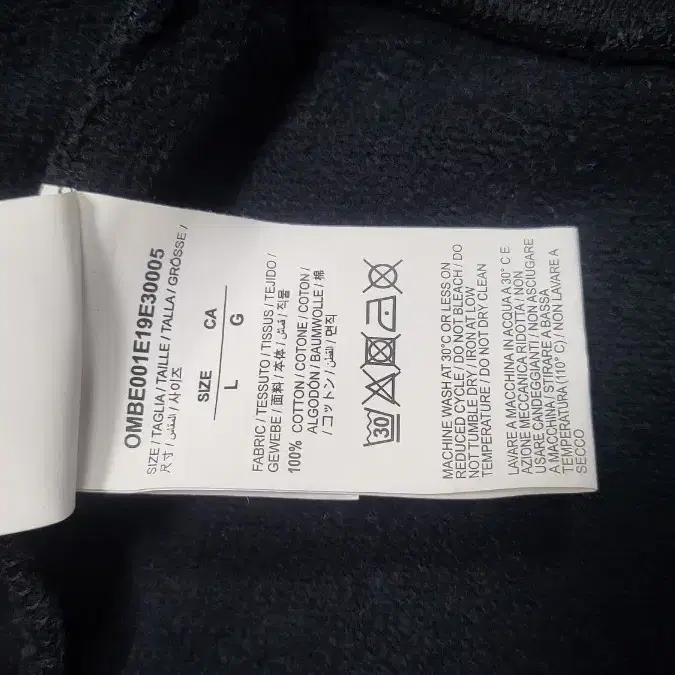 OMBE001E19E30005
SIZE / TAGLIA / TAILLE / TALLA / GRÖSSE /
尺寸 / المقاس / 사이즈
SIZE CA
L G
FABRIC / TESSUTO / TISSUS / TEJIDO /
GEWEBE / 面料 / 本体 / قماش / 직물
100% COTTON / COTONE / COTON /
ALGODÓN / BAUMWOLLE / 棉
/ コットン / القطن / 면직
30
MACHINE WASH AT 30°C OR LESS ON
REDUCED CYCLE / DO NOT BLEACH / DO
NOT TUMBLE DRY / IRON AT LOW
TEMPERATURE / DO NOT DRY CLEAN
LAVARE A MACCHINA IN ACQUA A 30° C E
AZIONE MECCANICA RIDOTTA / NON
USARE CANDEGGIANTI / NON ASCIUGARE
A MACCHINA / STIRARE A BASSA
TEMPERATURA (110° C) / NON LAVARE A
SECCO